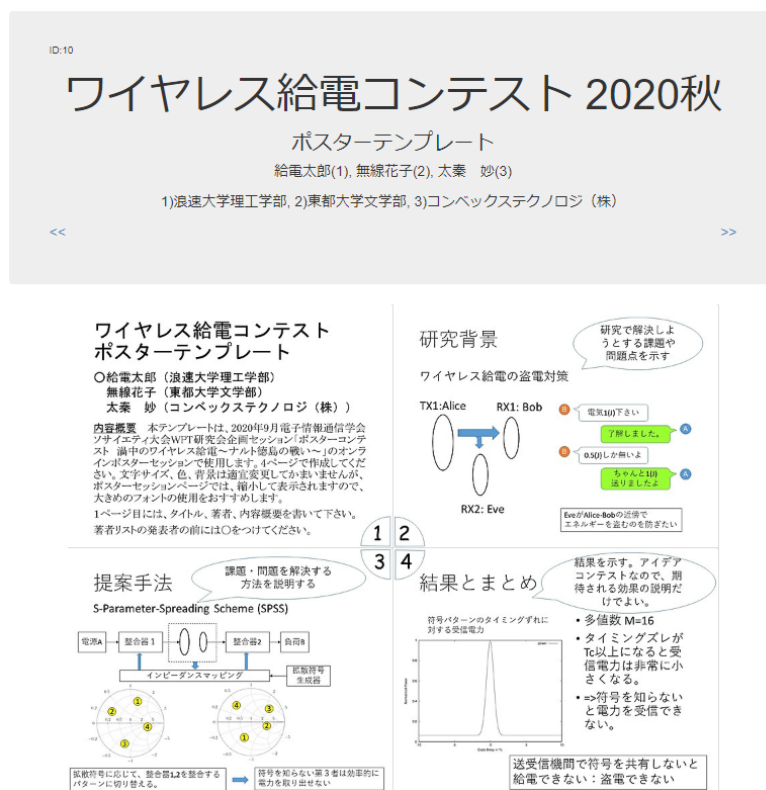 ID:10
ワイヤレス給電コンテスト 2020秋
ポスターテンプレート
給電太郎(1), 無線花子(2), 太秦　妙(3)
1)浪速大学理工学部, 2)東都大学文学部, 3)コンベックステクノロジ（株）
<<
>>
ワイヤレス給電コンテスト
ポスターテンプレート
〇給電太郎（浪速大学理工学部）
無線花子（東都大学文学部）
太秦　妙（コンベックステクノロジ（株））
内容概要　本テンプレートは、2020年9月電子情報通信学会
ソサイエティ大会WPT研究会企画セッション「ポスターコンテ
スト 渦中のワイヤレス給電～ナルト徳島の戦い～」のオンラ
インポスターセッションで使用します。4ページで作成してくだ
さい。文字サイズ、色、背景は適宜変更してかまいませんが、
ポスターセッションページでは、縮小して表示されますので、
大きめのフォントの使用をおすすめします。
1ページ目には、タイトル、著者、内容概要を書いて下さい。
著者リストの発表者の前には〇をつけてください。
1
研究背景
研究で解決しよ
うとする課題や
問題点を示す
ワイヤレス給電の盗電対策
TX1:Alice
RX1: Bob
RX2: Eve
B
電気1(J)下さい
了解しました。
A
B
0.5(J)しか無いよ
ちゃんと1(J)
送りましたよ
A
EveがAlice-Bobの近傍で
エネルギーを盗むのを防ぎたい
2
3
提案手法
課題・問題を解決する
方法を説明する
S-Parameter-Spreading Scheme (SPSS)
電源A
整合器１
整合器2
負荷B
インピーダンスマッピング
拡散符号
生成器
①
②
③
④
④
③
②
①
拡散符号に応じて、整合器1,2を整合する
パターンに切り替える。
符号を知らない第３者は効率的に
電力を取り出せない
4
結果とまとめ
結果を示す。アイデア
コンテストなので、期
待される効果の説明だ
けでよい。
符号パターンのタイミングずれに
対する受信電力
• 多値数 M=16
• タイミングズレが
Tc以上になると受
信電力は非常に小
さくなる。
• =>符号を知らない
と電力を受信でき
ない。
送受信機間で符号を共有しないと
給電できない：盗電できない